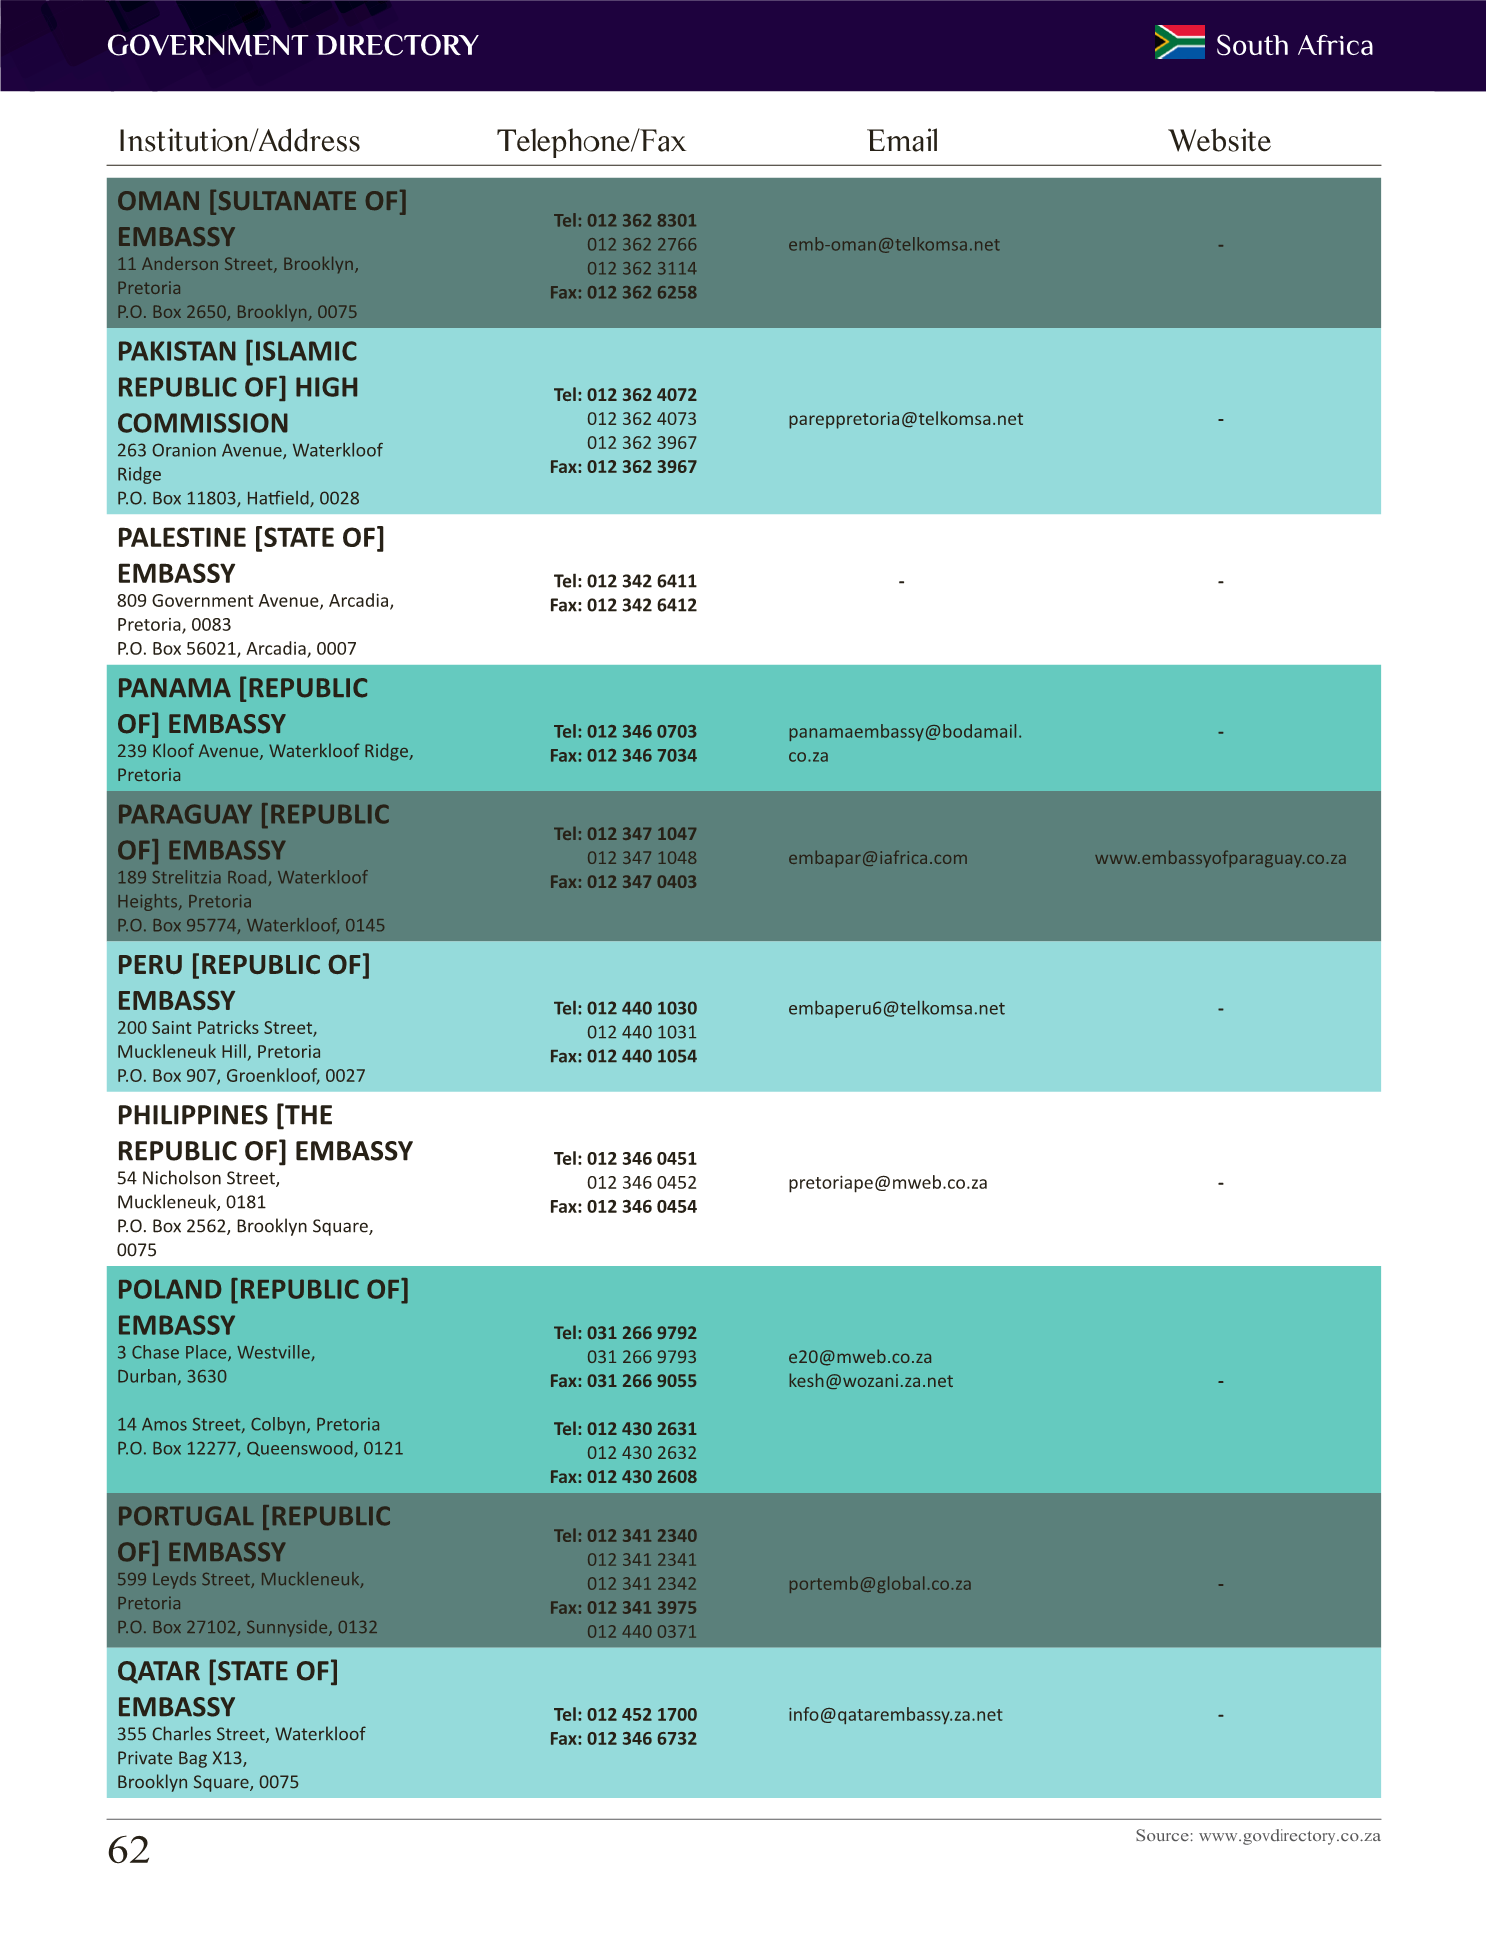 GOVERNMENT DIRECTORY
South Africa
Institution/Address Telephone/Fax Email Website
OMAN [SULTANATE OF]
EMBASSY
11 Anderson Street, Brooklyn,
Pretoria
P.O. Box 2650, Brooklyn, 0075
Tel: 012 362 8301
012 362 2766
012 362 3114
Fax: 012 362 6258
emb-oman@telkomsa.net
-
PAKISTAN [ISLAMIC
REPUBLIC OF] HIGH
COMMISSION
263 Oranion Avenue, Waterkloof
Ridge
P.O. Box 11803, Hatfield, 0028
Tel: 012 362 4072
012 362 4073
012 362 3967
Fax: 012 362 3967
pareppretoria@telkomsa.net
-
PALESTINE [STATE OF]
EMBASSY
809 Government Avenue, Arcadia,
Pretoria, 0083
P.O. Box 56021, Arcadia, 0007
Tel: 012 342 6411
Fax: 012 342 6412
-
-
PANAMA [REPUBLIC
OF] EMBASSY
239 Kloof Avenue, Waterkloof Ridge,
Pretoria
Tel: 012 346 0703
Fax: 012 346 7034
panamaembassy@bodamail.
co.za
-
PARAGUAY [REPUBLIC
OF] EMBASSY
189 Strelitzia Road, Waterkloof
Heights, Pretoria
P.O. Box 95774, Waterkloof, 0145
Tel: 012 347 1047
012 347 1048
Fax: 012 347 0403
embapar@iafrica.com
www.embassyofparaguay.co.za
PERU [REPUBLIC OF]
EMBASSY
200 Saint Patricks Street,
Muckleneuk Hill, Pretoria
P.O. Box 907, Groenkloof, 0027
Tel: 012 440 1030
012 440 1031
Fax: 012 440 1054
embaperu6@telkomsa.net
-
PHILIPPINES [THE
REPUBLIC OF] EMBASSY
54 Nicholson Street,
Muckleneuk, 0181
P.O. Box 2562, Brooklyn Square,
0075
Tel: 012 346 0451
012 346 0452
Fax: 012 346 0454
pretoriape@mweb.co.za
-
POLAND [REPUBLIC OF]
EMBASSY
3 Chase Place, Westville,
Durban, 3630
14 Amos Street, Colbyn, Pretoria
P.O. Box 12277, Queenswood, 0121
Tel: 031 266 9792
031 266 9793
Fax: 031 266 9055
Tel: 012 430 2631
012 430 2632
Fax: 012 430 2608
e20@mweb.co.za
kesh@wozani.za.net
-
PORTUGAL [REPUBLIC
OF] EMBASSY
599 Leyds Street, Muckleneuk,
Pretoria
P.O. Box 27102, Sunnyside, 0132
Tel: 012 341 2340
012 341 2341
012 341 2342
Fax: 012 341 3975
012 440 0371
portemb@global.co.za
-
QATAR [STATE OF]
EMBASSY
355 Charles Street, Waterkloof
Private Bag X13,
Brooklyn Square, 0075
Tel: 012 452 1700
Fax: 012 346 6732
info@qatarembassy.za.net
-
62
Source: www.govdirectory.co.za